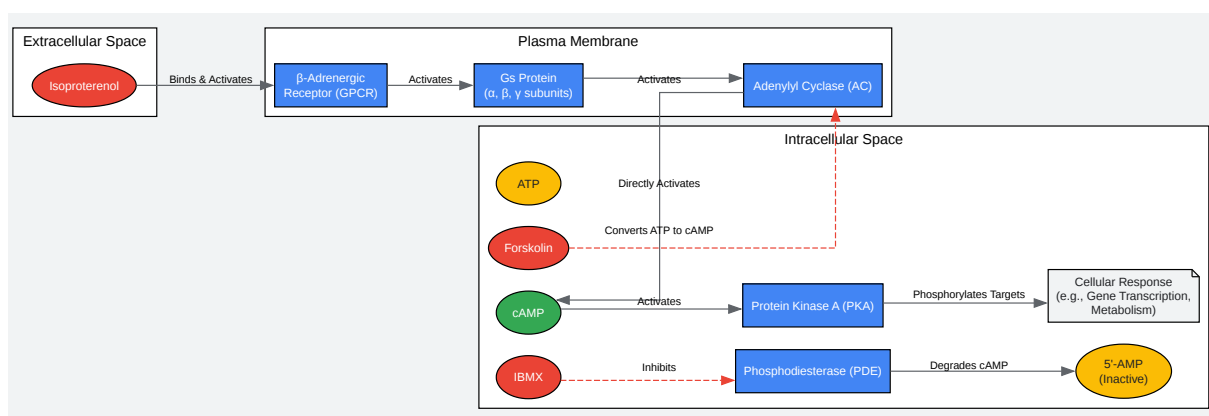 Extracellular Space
Plasma Membrane
Isoproterenol
Binds & Activates
β-Adrenergic
Receptor (GPCR)
Activates
Gs Protein
(α, β, γ subunits)
Activates
Adenylyl Cyclase (AC)
Intracellular Space
ATP
Directly Activates
Forskolin
Converts ATP to cAMP
cAMP
Activates
Protein Kinase A (PKA)
Phosphorylates Targets
Cellular Response
(e.g., Gene Transcription,
Metabolism)
IBMX
Inhibits
Phosphodiesterase (PDE)
Degrades cAMP
5'-AMP
(Inactive)